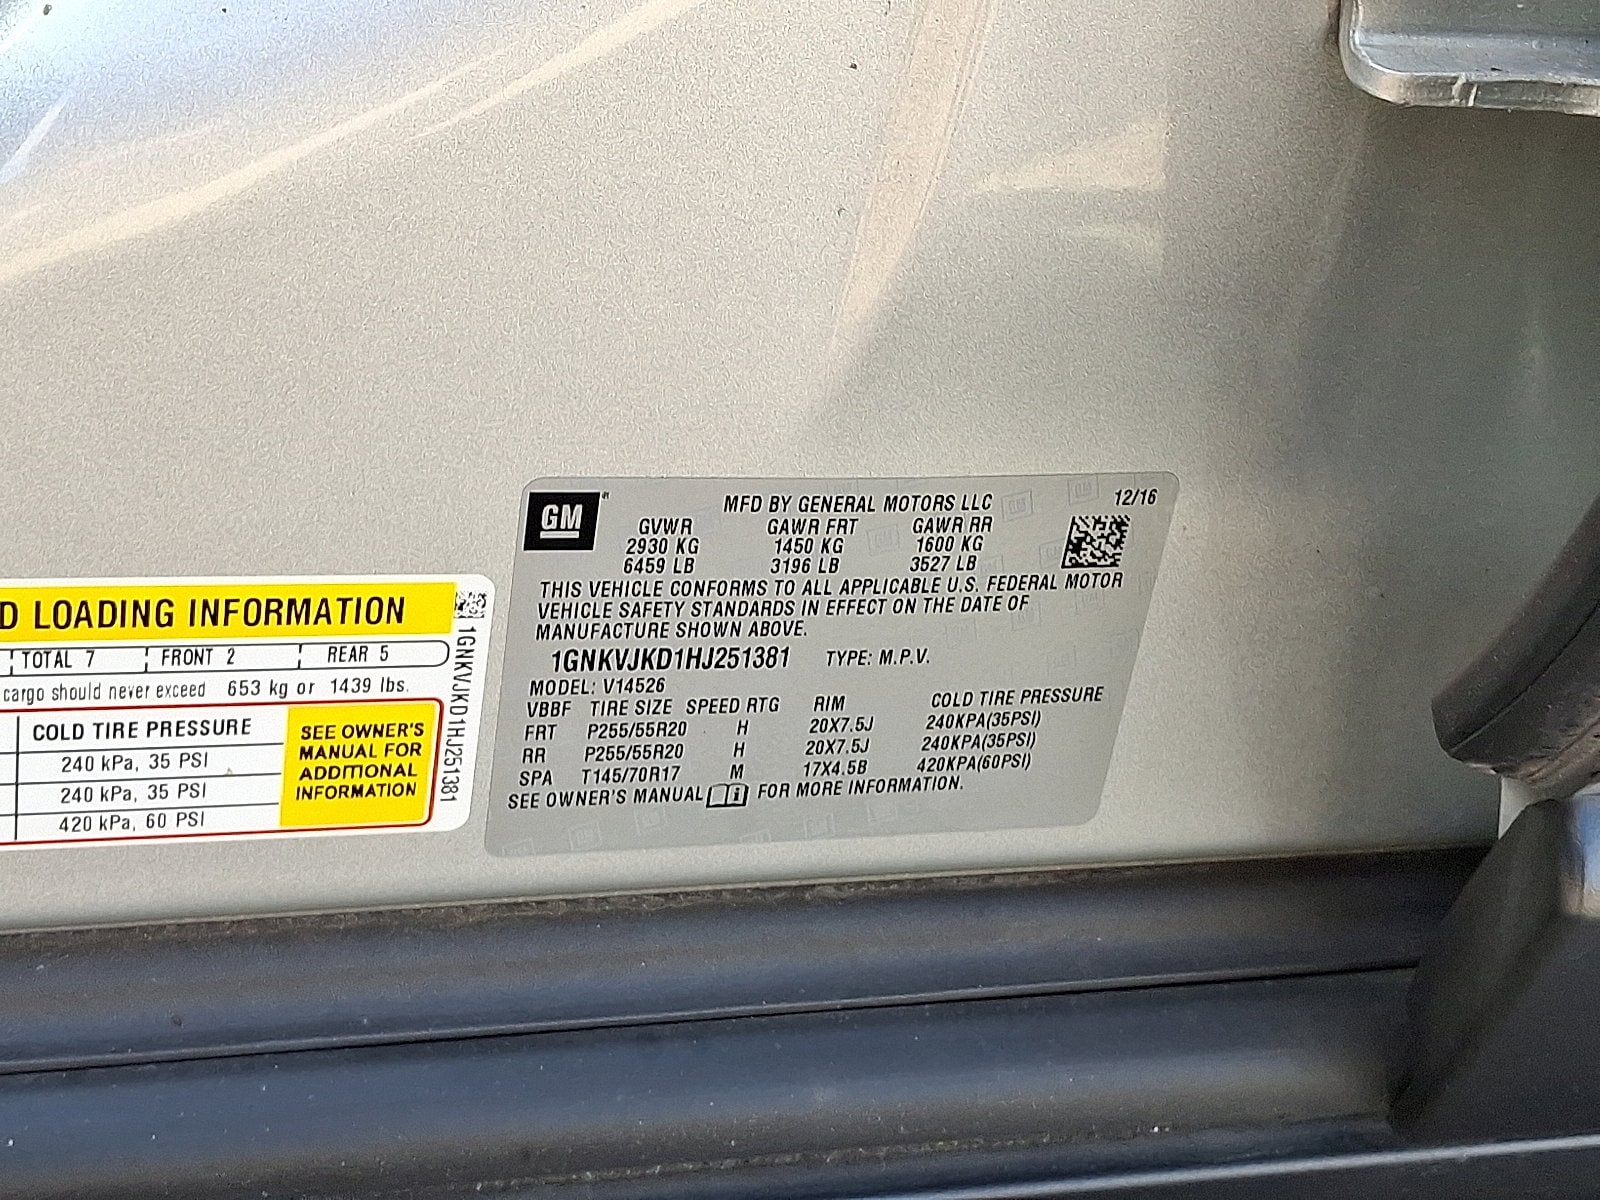 D LOADING INFORMATION
TOTAL 7 FRONT 2 REAR 5
cargo should never exceed 653 kg or 1439 lbs.
COLD TIRE PRESSURE
240 kPa, 35 PSI
240 kPa, 35 PSI
420 kPa, 60 PSI
SEE OWNER'S
MANUAL FOR
ADDITIONAL
INFORMATION
1GNKVJKD1HJ251381
GM
MFD BY GENERAL MOTORS LLC 12/16
GVWR GAWR FRT GAWR RR
2930 KG 1450 KG 1600 KG
6459 LB 3196 LB 3527 LB
THIS VEHICLE CONFORMS TO ALL APPLICABLE U.S. FEDERAL MOTOR
VEHICLE SAFETY STANDARDS IN EFFECT ON THE DATE OF
MANUFACTURE SHOWN ABOVE.
1GNKVJKD1HJ251381 TYPE: M.P.V.
MODEL: V14526
VBBF TIRE SIZE SPEED RTG RIM COLD TIRE PRESSURE
FRT P255/55R20 H 20X7.5J 240KPA(35PSI)
RR P255/55R20 H 20X7.5J 240KPA(35PSI)
SPA T145/70R17 M 17X4.5B 420KPA(60PSI)
SEE OWNER'S MANUAL FOR MORE INFORMATION.